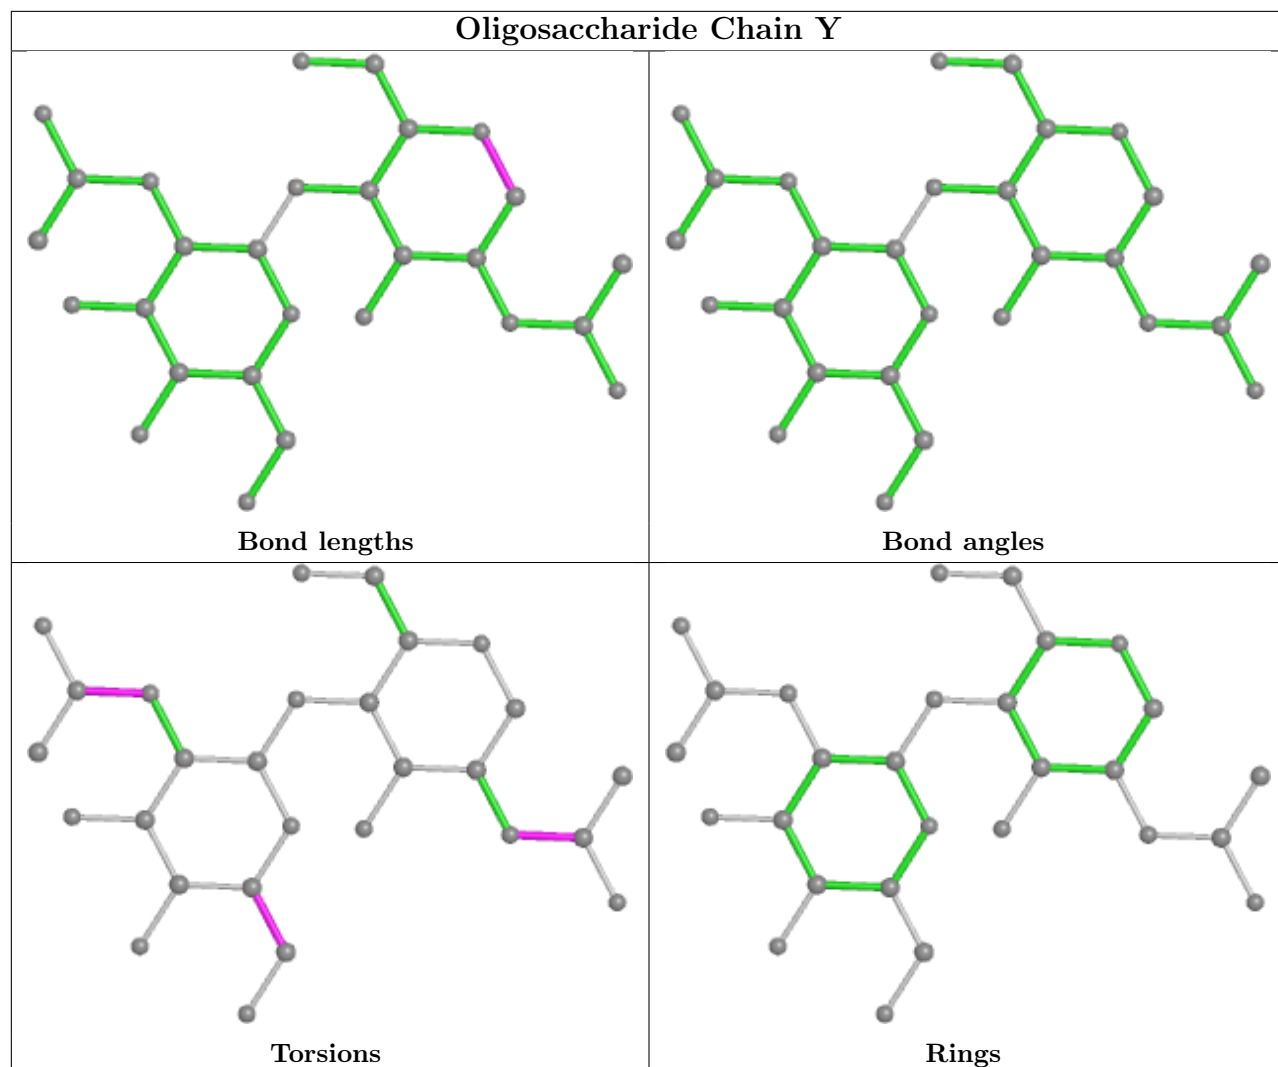 Oligosaccharide Chain Y
Bond lengths
Bond angles
Torsions
Rings